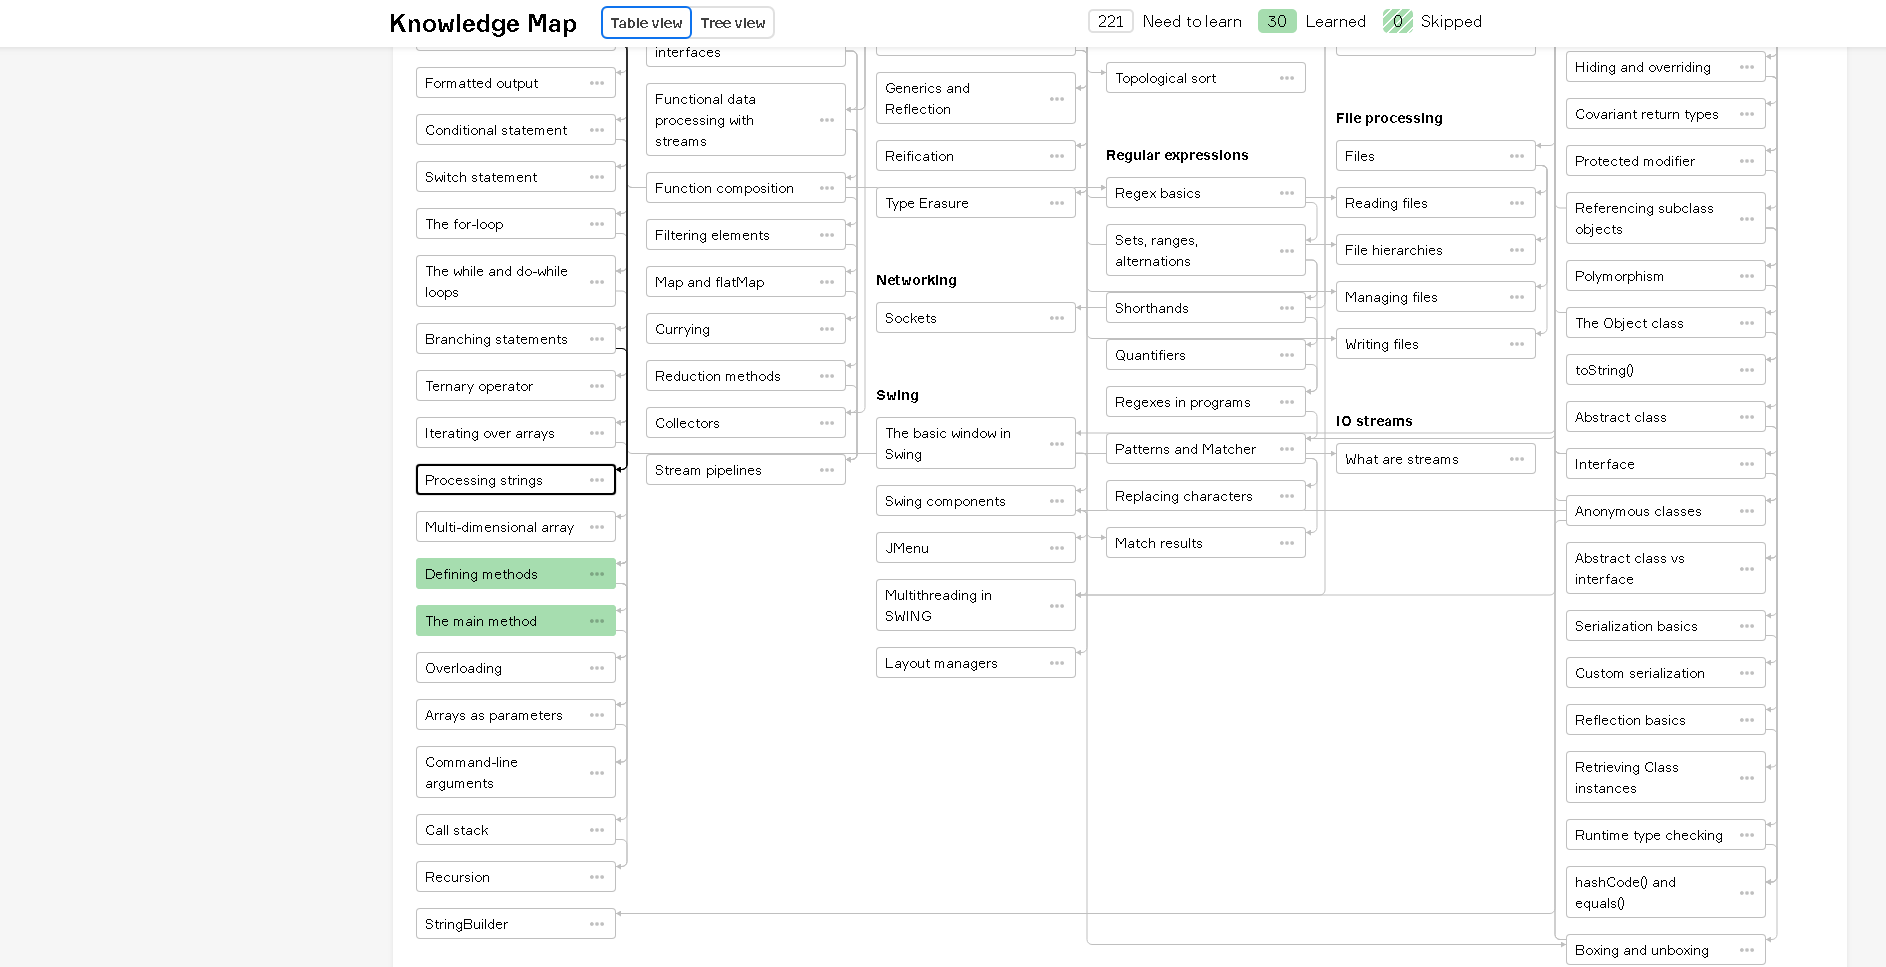 Knowledge Map
Table view
Tree view
221 Need to learn
30 Learned
0 Skipped
Formatted output
Conditional statement
Switch statement
The for-loop
The while and do-while
loops
Branching statements
Ternary operator
Iterating over arrays
Processing strings
Multi-dimensional array
Defining methods
The main method
Overloading
Arrays as parameters
Command-line
arguments
Call stack
Recursion
StringBuilder
interfaces
Functional data
processing with
streams
Function composition
Filtering elements
Map and flatMap
Currying
Reduction methods
Collectors
Stream pipelines
Generics and
Reflection
Reification
Type Erasure
Networking
Sockets
Swing
The basic window in
Swing
Swing components
JMenu
Multithreading in
SWING
Layout managers
Topological sort
Regular expressions
Regex basics
Sets, ranges,
alternations
Shorthands
Quantifiers
Regexes in programs
Patterns and Matcher
Replacing characters
Match results
File processing
Files
Reading files
File hierarchies
Managing files
Writing files
IO streams
What are streams
Hiding and overriding
Covariant return types
Protected modifier
Referencing subclass
objects
Polymorphism
The Object class
toString()
Abstract class
Interface
Anonymous classes
Abstract class vs
interface
Serialization basics
Custom serialization
Reflection basics
Retrieving Class
instances
Runtime type checking
hashCode() and
equals()
Boxing and unboxing